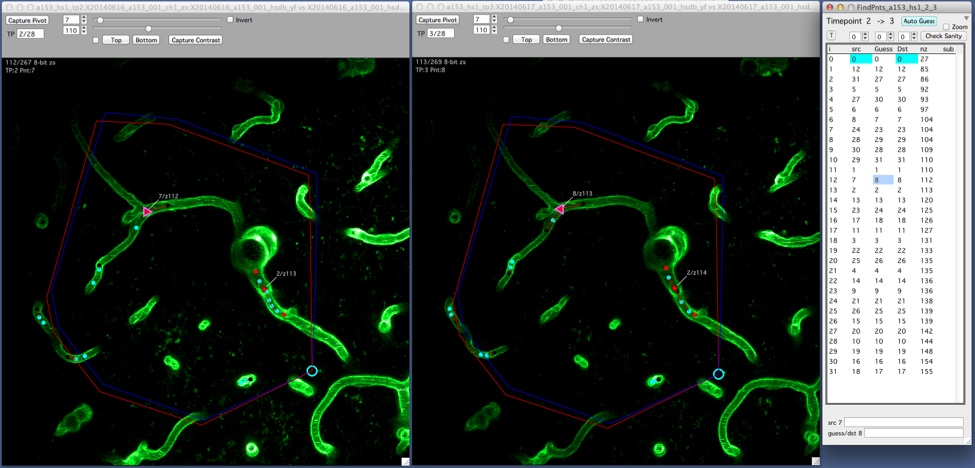 a153_hs1_tp2:X20140616_a153_001_ch1_zs:X20140616_a153_001_hsdb_yf vs X20140617_a153_001_hsd...
Capture Pivot 7 Invert
TP 2/28 110 Top Bottom Capture Contrast
112/267 8-bit zs
TP:2 Pnt:7
7/z112
2/z113
Capture Pivot 7 Invert
TP 3/28 110 Top Bottom Capture Contrast
113/269 8-bit zs
TP:3 Pnt:8
8/z113
2/z114
FindPnts_a153_hs1_2_3
Timepoint 2 -> 3 Auto Guess Zoom
T 0 0 0 Check Sanity
i src Guess Dst nz sub
0 0 0 0 27
1 12 12 12 85
2 31 27 27 86
3 5 5 5 92
4 27 30 30 93
5 6 6 6 97
6 8 7 7 104
7 24 23 23 104
8 28 29 29 104
9 30 28 28 109
10 29 31 31 110
11 1 1 1 110
12 7 8 8 112
13 2 2 2 113
14 13 13 13 120
15 23 24 24 125
16 17 18 18 126
17 11 11 11 127
18 3 3 3 131
19 22 22 22 133
20 25 26 26 135
21 4 4 4 135
22 14 14 14 136
23 9 9 9 136
24 21 21 21 138
25 26 25 25 139
26 15 15 15 139
27 20 20 20 142
28 10 10 10 144
29 19 19 19 148
30 16 16 16 154
31 18 17 17 155
src 7
guess/dst 8